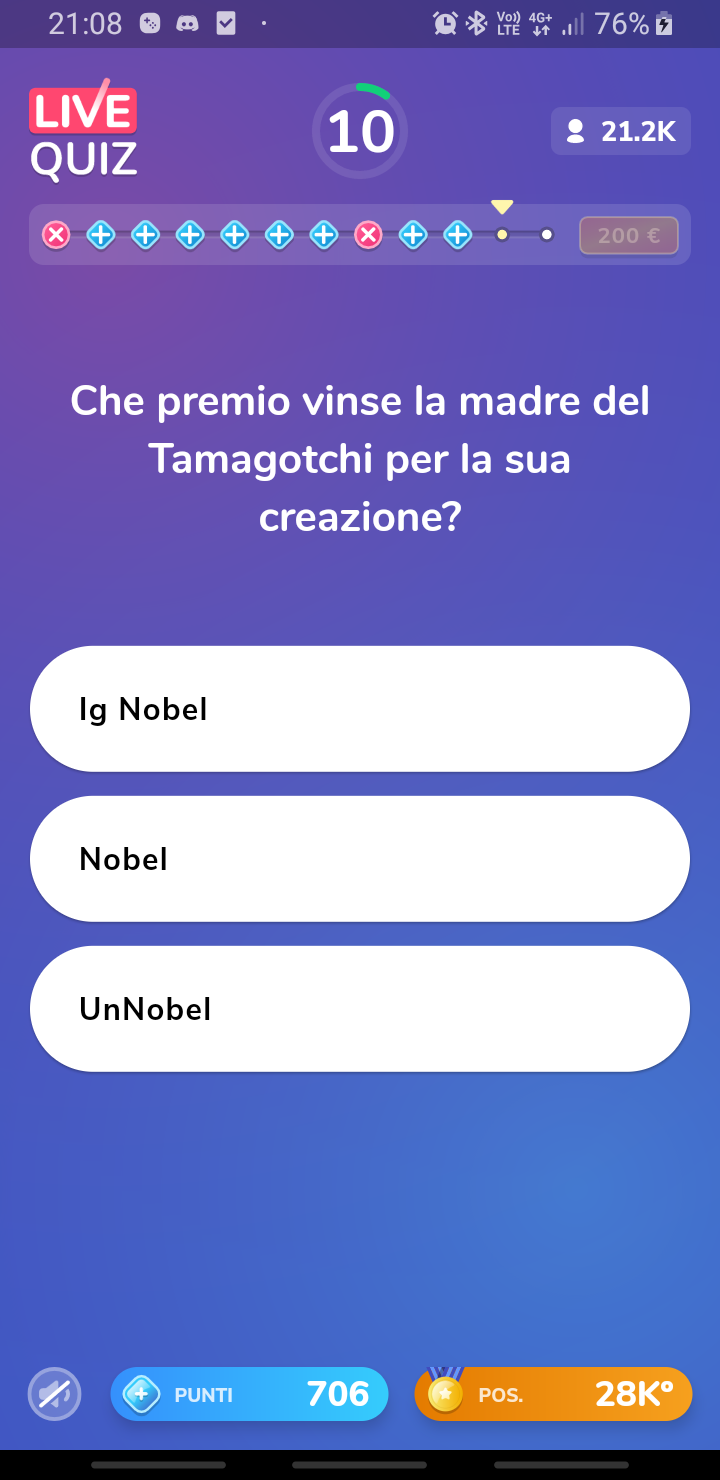 21:08 Vo)) LTE 4G+ 76%
LIVE
QUIZ
10
21.2K
200 €
Che premio vinse la madre del
Tamagotchi per la sua
creazione?
Ig Nobel
Nobel
UnNobel
PUNTI 706
POS. 28Kº